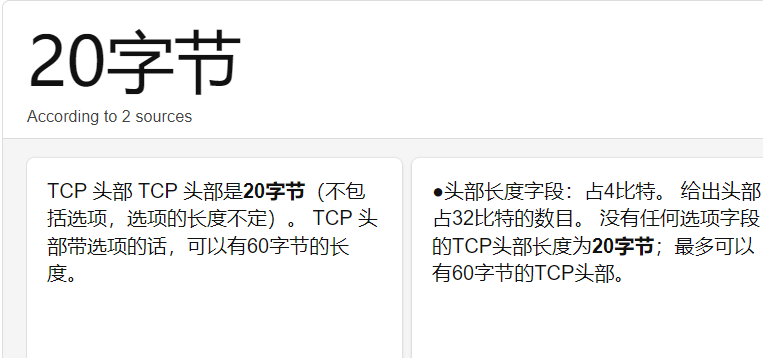 20字节
According to 2 sources
TCP 头部 TCP 头部是20字节（不包
括选项，选项的长度不定）。 TCP 头
部带选项的话，可以有60字节的长
度。
●头部长度字段：占4比特。 给出头部
占32比特的数目。 没有任何选项字段
的TCP头部长度为20字节；最多可以
有60字节的TCP头部。